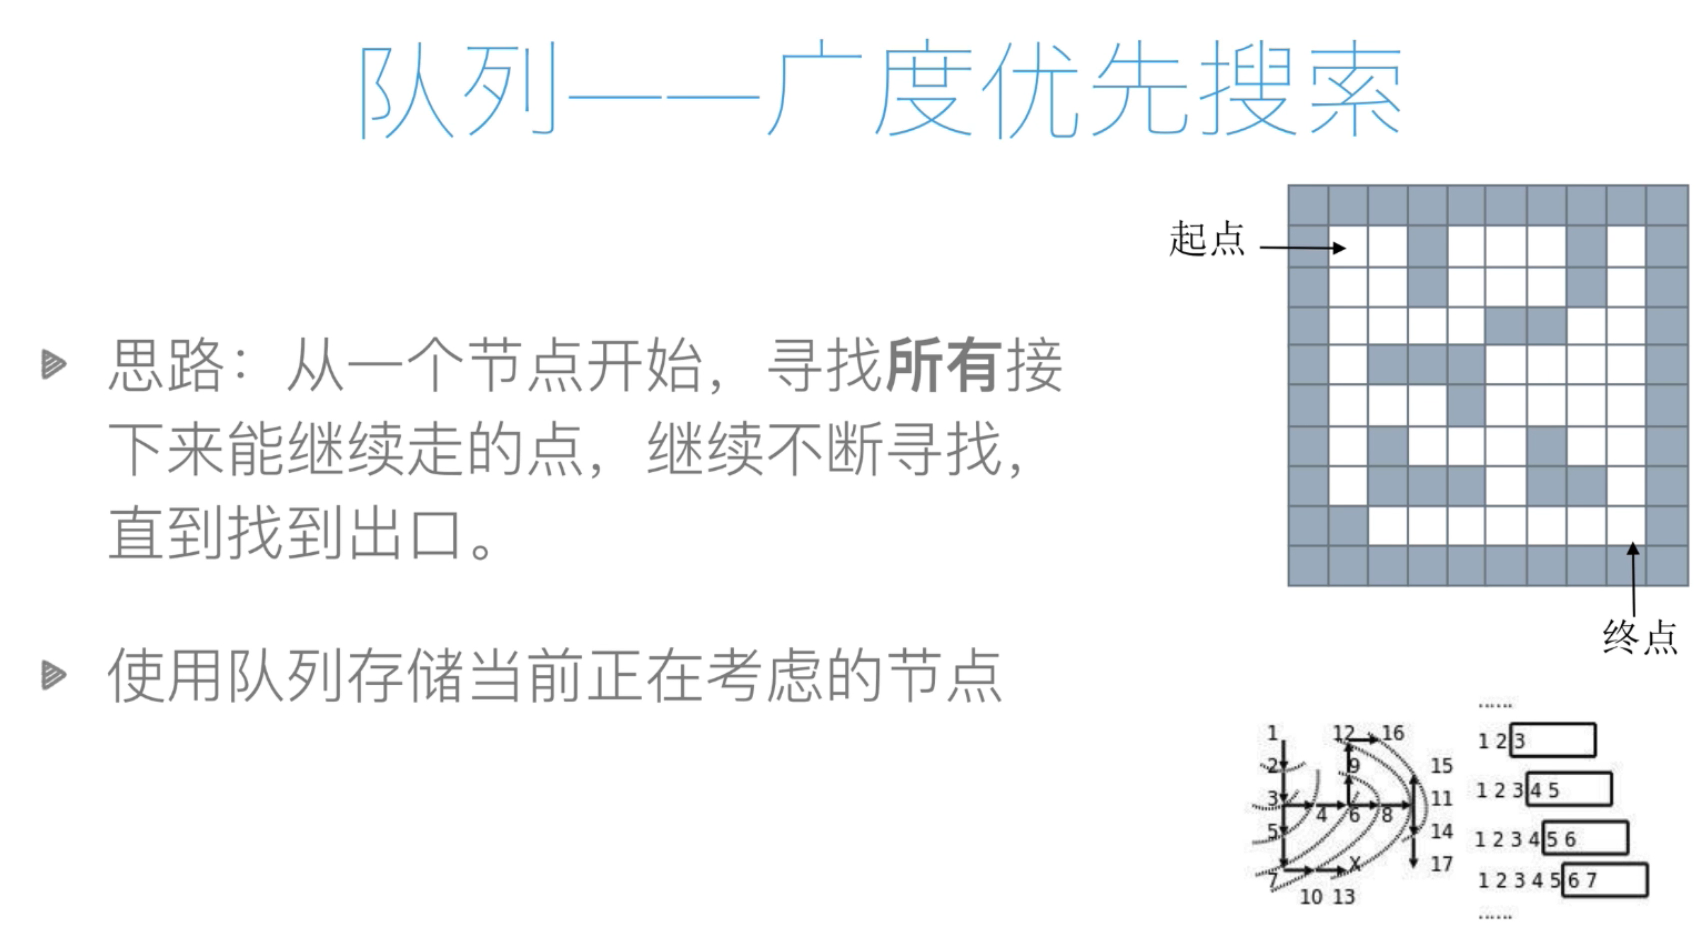 队列——广度优先搜索
起点
思路：从一个节点开始，寻找所有接
下来能继续走的点，继续不断寻找，
直到找到出口。
终点
使用队列存储当前正在考虑的节点
......
1 12 16 1 2 3
2 9 15
3 4 6 8 11 1 2 3 4 5
5 14 1 2 3 4 5 6
X 17
7 1 2 3 4 5 6 7
10 13
......